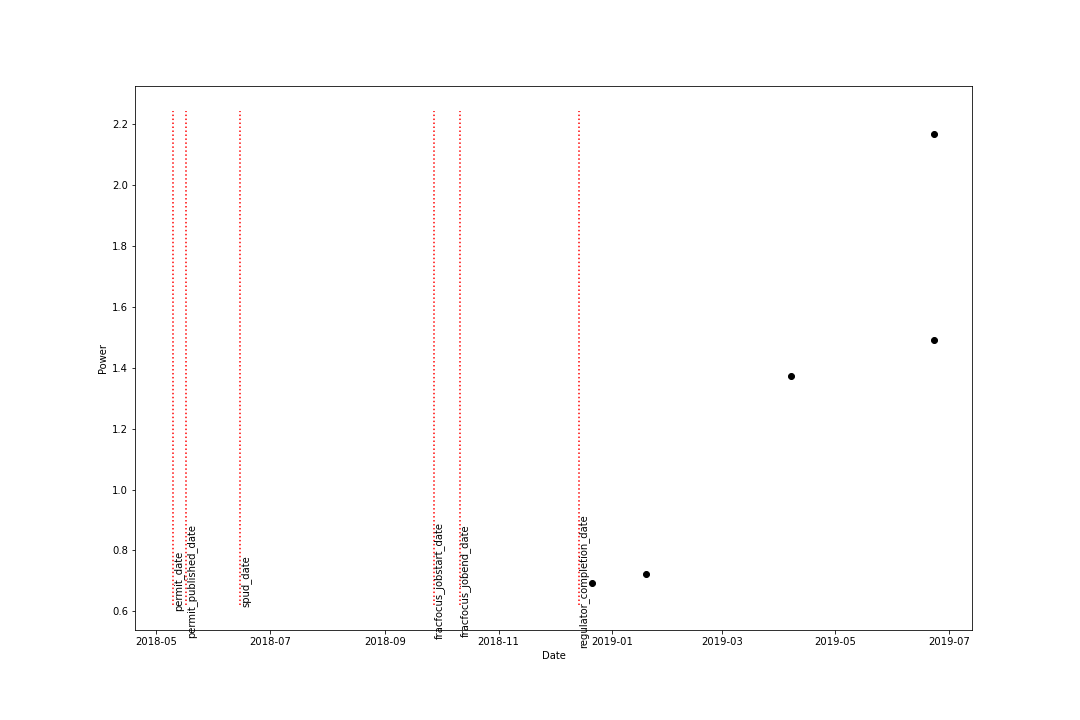 2.2
2.0
1.8
1.6
1.4
1.2
1.0
0.8
0.6
Power
permit_date
permit_published_date
spud_date
fracfocus_jobstart_date
fracfocus_jobend_date
regulator_completion_date
2018-05
2018-07
2018-09
2018-11
2019-01
2019-03
2019-05
2019-07
Date